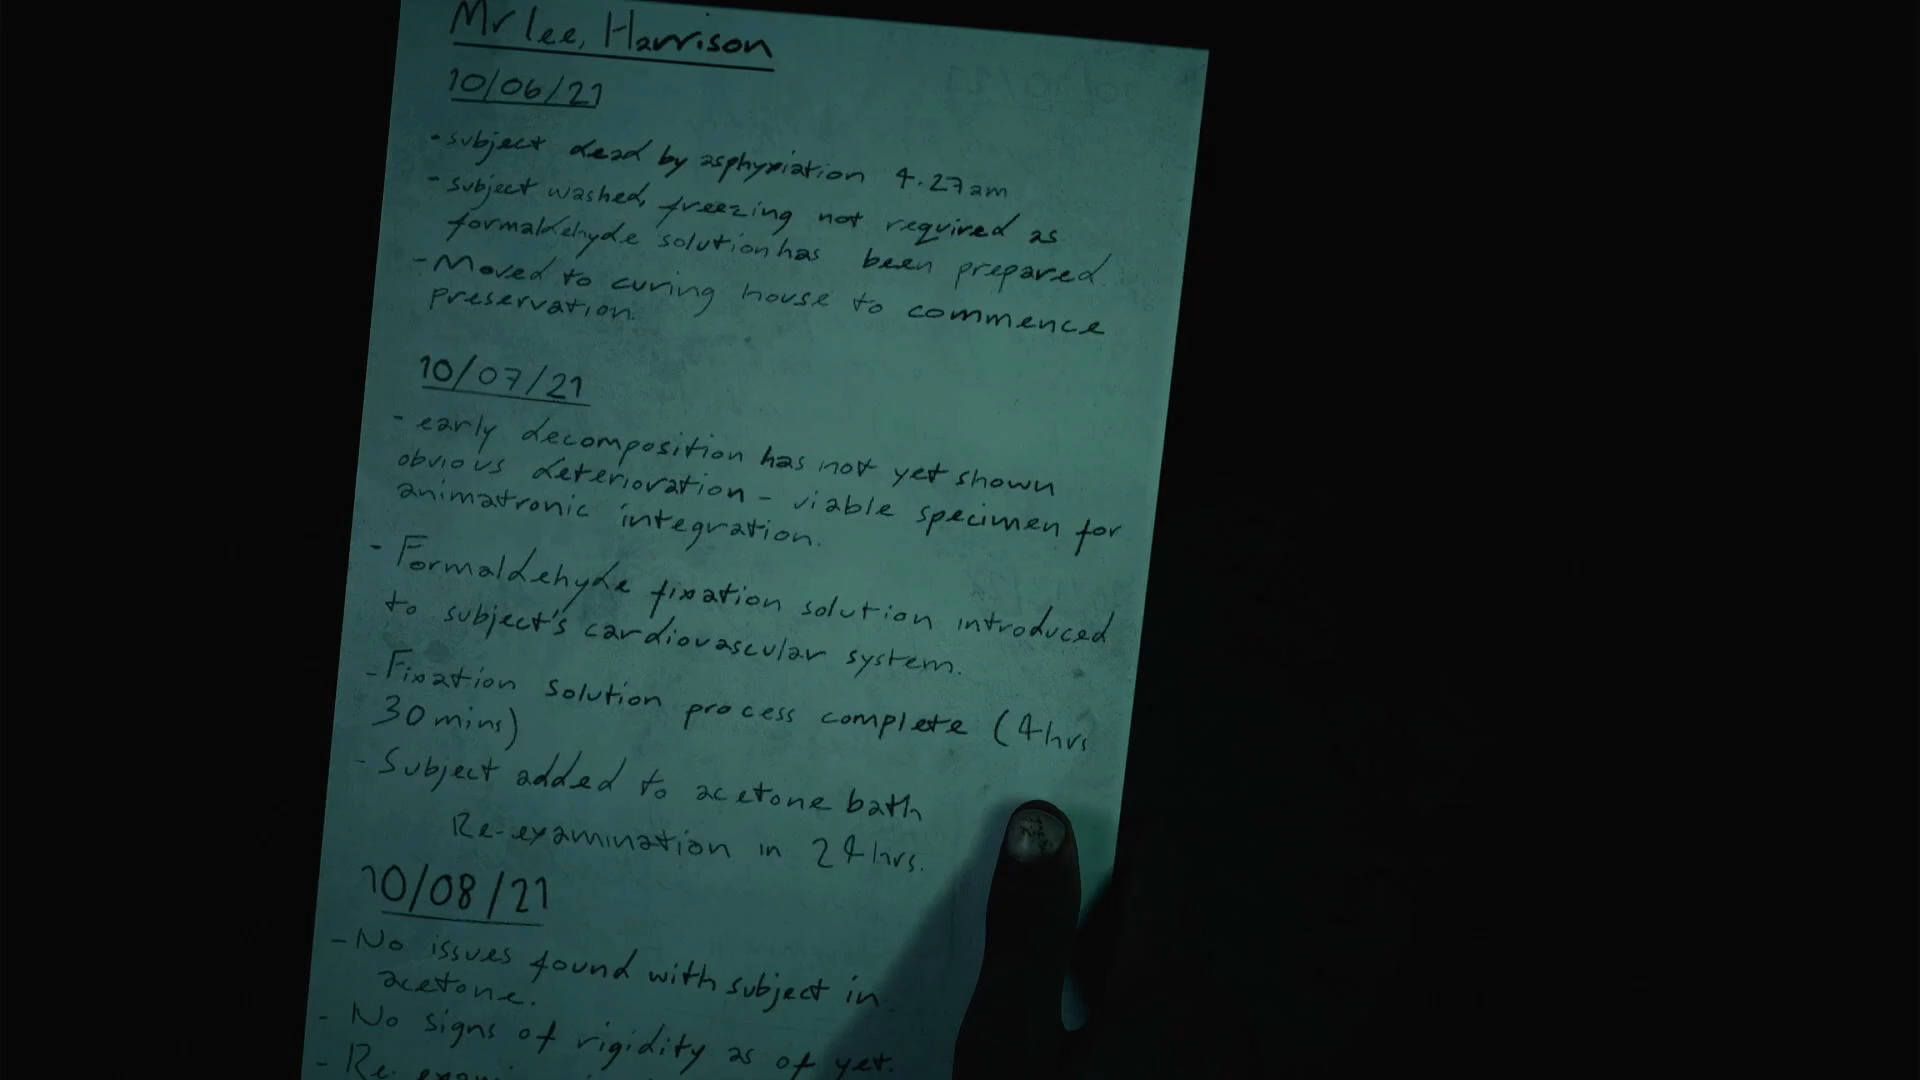 Mr lee, Harrison
10/06/21
- subject dead by asphyxiation 4.27am
- subject washed, freezing not required as
formaldehyde solution has been prepared.
- Moved to curing house to commence
preservation.
10/07/21
- early decomposition has not yet shown
obvious deterioration - viable specimen for
animatronic integration.
- Formaldehyde fixation solution introduced
to subject's cardiovascular system.
- Fixation solution process complete (4hrs
30mins)
- Subject added to acetone bath
Re-examination in 24hrs.
10/08/21
- No issues found with subject in
acetone.
- No signs of rigidity as of yet.
- Re-